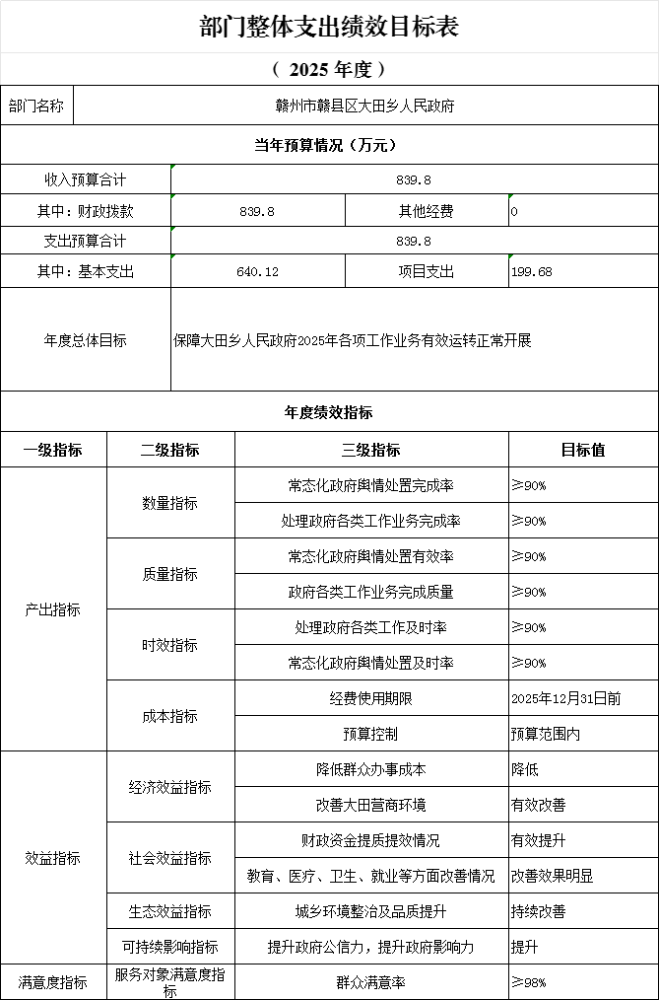 部门整体支出绩效目标表
（ 2025 年度 ）
部门名称 赣州市赣县区大田乡人民政府
当年预算情况（万元）
收入预算合计 839.8
其中：财政拨款 839.8 其他经费 0
支出预算合计 839.8
其中：基本支出 640.12 项目支出 199.68
年度总体目标 保障大田乡人民政府2025年各项工作业务有效运转正常开展
年度绩效指标
一级指标 二级指标 三级指标 目标值
产出指标 数量指标 常态化政府舆情处置完成率 ≥90%
处理政府各类工作业务完成率 ≥90%
质量指标 常态化政府舆情处置有效率 ≥90%
政府各类工作业务完成质量 ≥90%
时效指标 处理政府各类工作及时率 ≥90%
常态化政府舆情处置及时率 ≥90%
成本指标 经费使用期限 2025年12月31日前
预算控制 预算范围内
效益指标 经济效益指标 降低群众办事成本 降低
改善大田营商环境 有效改善
社会效益指标 财政资金提质提效情况 有效提升
教育、医疗、卫生、就业等方面改善情况 改善效果明显
生态效益指标 城乡环境整治及品质提升 持续改善
可持续影响指标 提升政府公信力，提升政府影响力 提升
满意度指标 服务对象满意度指标 群众满意率 ≥98%